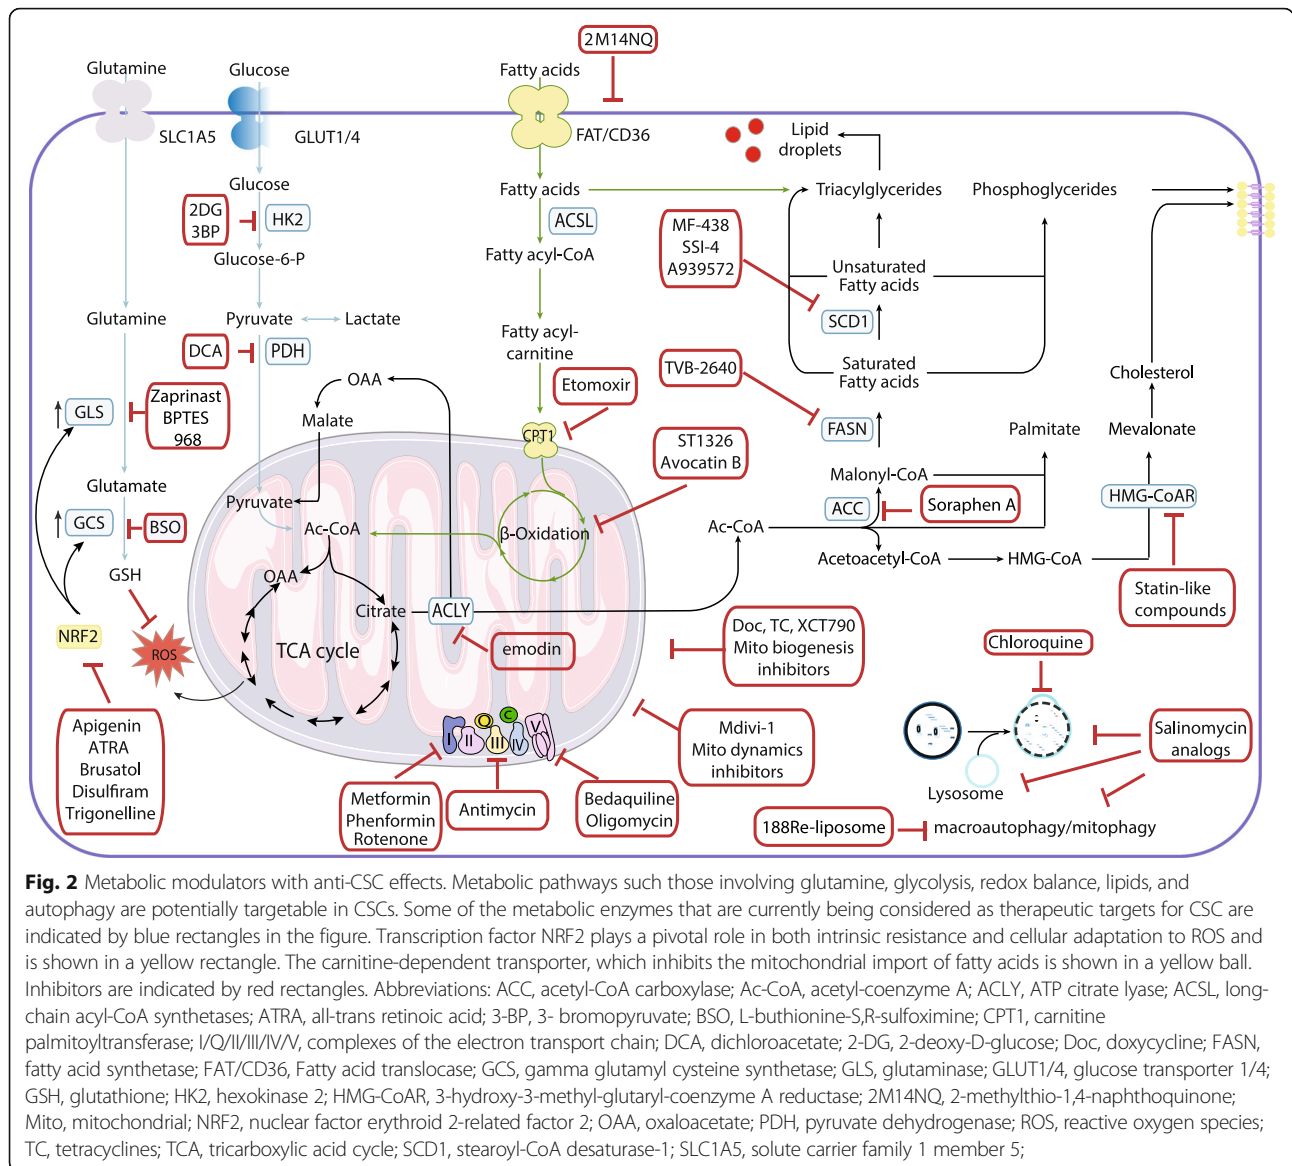 2M14NQ
Glutamine
Glucose
Fatty acids
SLC1A5
GLUT1/4
FAT/CD36
Lipid
droplets
Glucose
Fatty acids
Triacylglycerides
Phosphoglycerides
2DG
3BP
HK2
ACSL
MF-438
SSI-4
A939572
Glucose-6-P
Fatty acyl-CoA
Unsaturated
Fatty acids
Glutamine
Pyruvate
Lactate
Fatty acyl-
carnitine
SCD1
DCA
PDH
TVB-2640
Saturated
Fatty acids
OAA
Etomoxir
Cholesterol
Zaprinast
BPTES
968
GLS
Malate
CPT1
FASN
Palmitate
Mevalonate
ST1326
Avocatin B
Glutamate
Pyruvate
Malonyl-CoA
HMG-CoAR
GCS
BSO
Ac-CoA
β-Oxidation
Ac-CoA
ACC
Soraphen A
Acetoacetyl-CoA
HMG-CoA
GSH
OAA
Citrate
ACLY
Statin-like
compounds
NRF2
ROS
TCA cycle
emodin
Doc, TC, XCT790
Mito biogenesis
inhibitors
Chloroquine
Apigenin
ATRA
Brusatol
Disulfiram
Trigonelline
I
II
Q
III
C
IV
V
Mdivi-1
Mito dynamics
inhibitors
Salinomycin
analogs
Lysosome
Metformin
Phenformin
Rotenone
Antimycin
Bedaquiline
Oligomycin
188Re-liposome
macroautophagy/mitophagy
Fig. 2 Metabolic modulators with anti-CSC effects. Metabolic pathways such those involving glutamine, glycolysis, redox balance, lipids, and
autophagy are potentially targetable in CSCs. Some of the metabolic enzymes that are currently being considered as therapeutic targets for CSC are
indicated by blue rectangles in the figure. Transcription factor NRF2 plays a pivotal role in both intrinsic resistance and cellular adaptation to ROS and
is shown in a yellow rectangle. The carnitine-dependent transporter, which inhibits the mitochondrial import of fatty acids is shown in a yellow ball.
Inhibitors are indicated by red rectangles. Abbreviations: ACC, acetyl-CoA carboxylase; Ac-CoA, acetyl-coenzyme A; ACLY, ATP citrate lyase; ACSL, long-
chain acyl-CoA synthetases; ATRA, all-trans retinoic acid; 3-BP, 3- bromopyruvate; BSO, L-buthionine-S,R-sulfoximine; CPT1, carnitine
palmitoyltransferase; I/Q/II/III/IV/V, complexes of the electron transport chain; DCA, dichloroacetate; 2-DG, 2-deoxy-D-glucose; Doc, doxycycline; FASN,
fatty acid synthetase; FAT/CD36, Fatty acid translocase; GCS, gamma glutamyl cysteine synthetase; GLS, glutaminase; GLUT1/4, glucose transporter 1/4;
GSH, glutathione; HK2, hexokinase 2; HMG-CoAR, 3-hydroxy-3-methyl-glutaryl-coenzyme A reductase; 2M14NQ, 2-methylthio-1,4-naphthoquinone;
Mito, mitochondrial; NRF2, nuclear factor erythroid 2-related factor 2; OAA, oxaloacetate; PDH, pyruvate dehydrogenase; ROS, reactive oxygen species;
TC, tetracyclines; TCA, tricarboxylic acid cycle; SCD1, stearoyl-CoA desaturase-1; SLC1A5, solute carrier family 1 member 5;